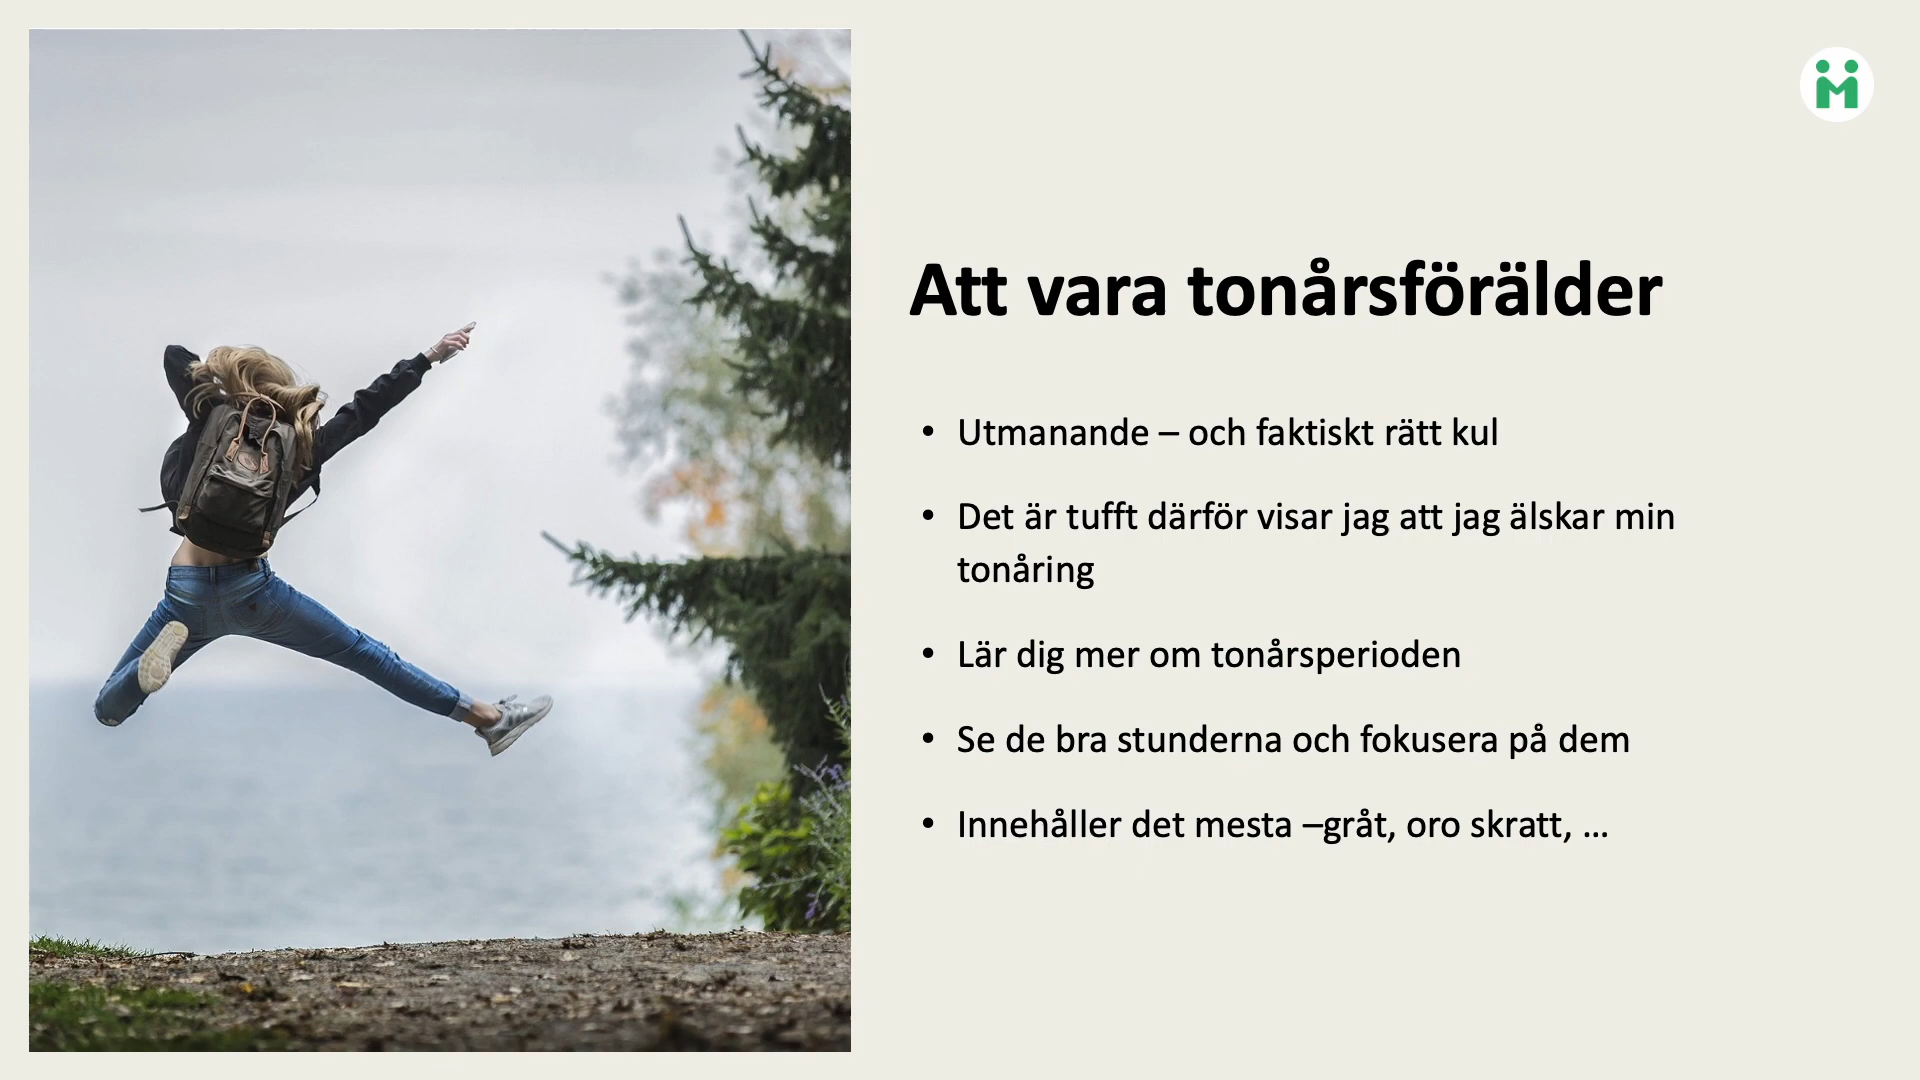 Att vara tonårsförälder
• Utmanande – och faktiskt rätt kul
• Det är tufft därför visar jag att jag älskar min
tonåring
• Lär dig mer om tonårsperioden
• Se de bra stunderna och fokusera på dem
• Innehåller det mesta –gråt, oro skratt, ...